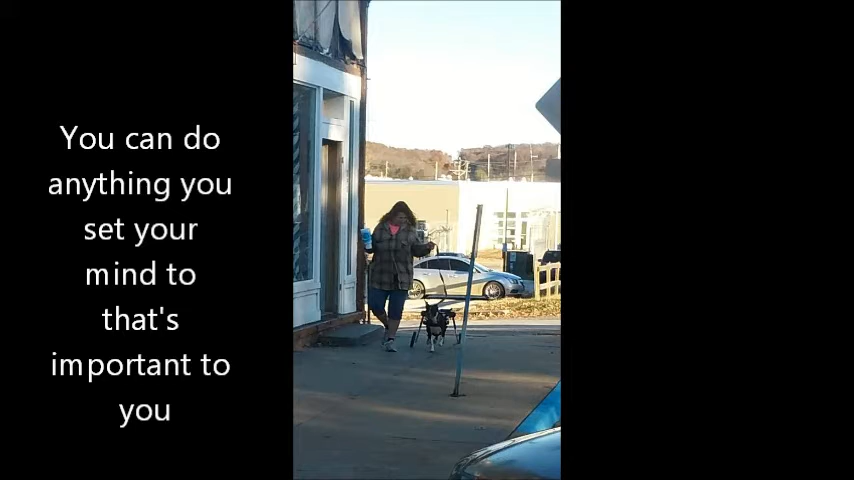 You can do
anything you
set your
mind to
that's
important to
you